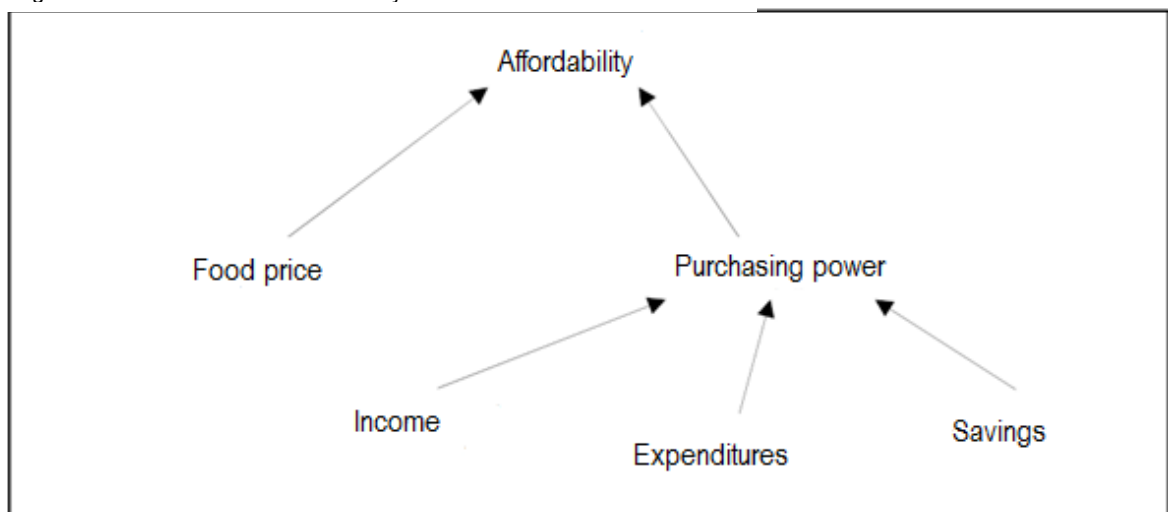 Affordability
Food price
Purchasing power
Income
Expenditures
Savings